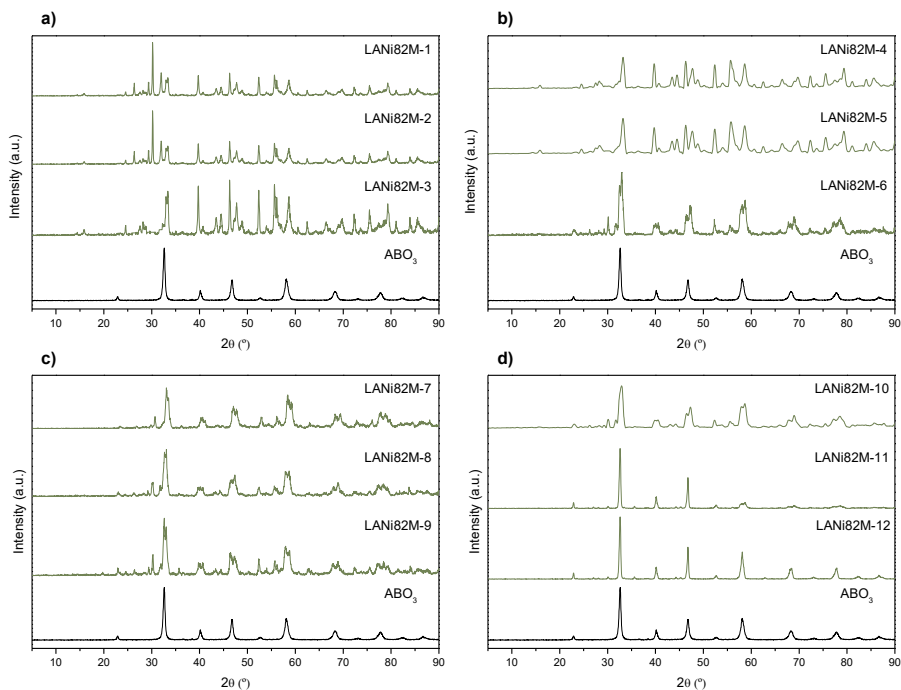 a)
LANi82M-1
LANi82M-2
LANi82M-3
ABO₃
Intensity (a.u.)
10 20 30 40 50 60 70 80 90
2θ (º)
b)
LANi82M-4
LANi82M-5
LANi82M-6
ABO₃
Intensity (a.u.)
10 20 30 40 50 60 70 80 90
2θ (º)
c)
LANi82M-7
LANi82M-8
LANi82M-9
ABO₃
Intensity (a.u.)
10 20 30 40 50 60 70 80 90
2θ (º)
d)
LANi82M-10
LANi82M-11
LANi82M-12
ABO₃
Intensity (a.u.)
10 20 30 40 50 60 70 80 90
2θ (º)